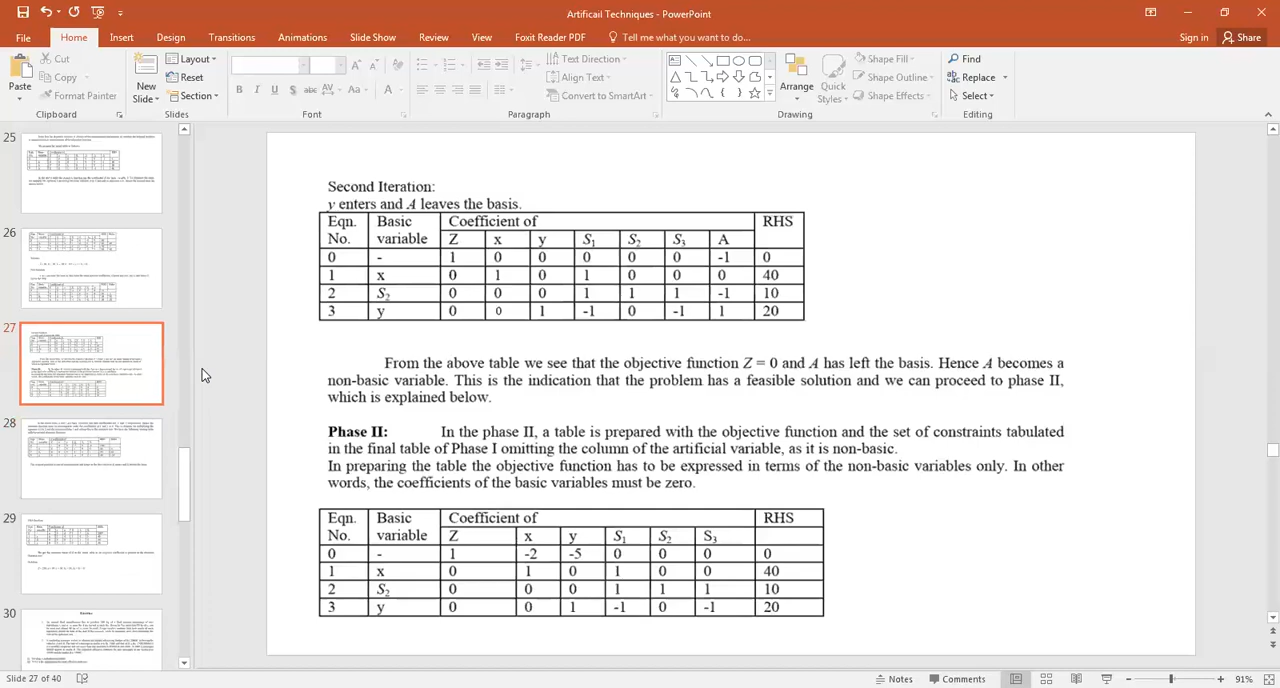 Artificail Techniques - PowerPoint
File Home Insert Design Transitions Animations Slide Show Review View Foxit Reader PDF Tell me what you want to do... Sign in Share
Paste
Cut
Copy
Format Painter
Clipboard
New
Slide
Layout
Reset
Section
Slides
B I U S abc AV Aa A
Font
Paragraph
Text Direction
Align Text
Convert to SmartArt
Arrange
Quick
Styles
Shape Fill
Shape Outline
Shape Effects
Drawing
Find
Replace
Select
Editing
25
26
27
28
29
30
Second Iteration:
y enters and A leaves the basis.
Eqn. Basic Coefficient of RHS
No. variable Z x y S1 S2 S3 A
0 - 1 0 0 0 0 0 -1 0
1 x 0 1 0 1 0 0 0 40
2 S2 0 0 0 1 1 1 -1 10
3 y 0 0 1 -1 0 -1 1 20
From the above table we see that the objective function Z = 0 and A has left the basis. Hence A becomes a
non-basic variable. This is the indication that the problem has a feasible solution and we can proceed to phase II,
which is explained below.
Phase II: In the phase II, a table is prepared with the objective function and the set of constraints tabulated
in the final table of Phase I omitting the column of the artificial variable, as it is non-basic.
In preparing the table the objective function has to be expressed in terms of the non-basic variables only. In other
words, the coefficients of the basic variables must be zero.
Eqn. Basic Coefficient of RHS
No. variable Z x y S1 S2 S3
0 - 1 -2 -5 0 0 0 0
1 x 0 1 0 1 0 0 40
2 S2 0 0 0 1 1 1 10
3 y 0 0 1 -1 0 -1 20
Slide 27 of 40
Notes Comments 91%